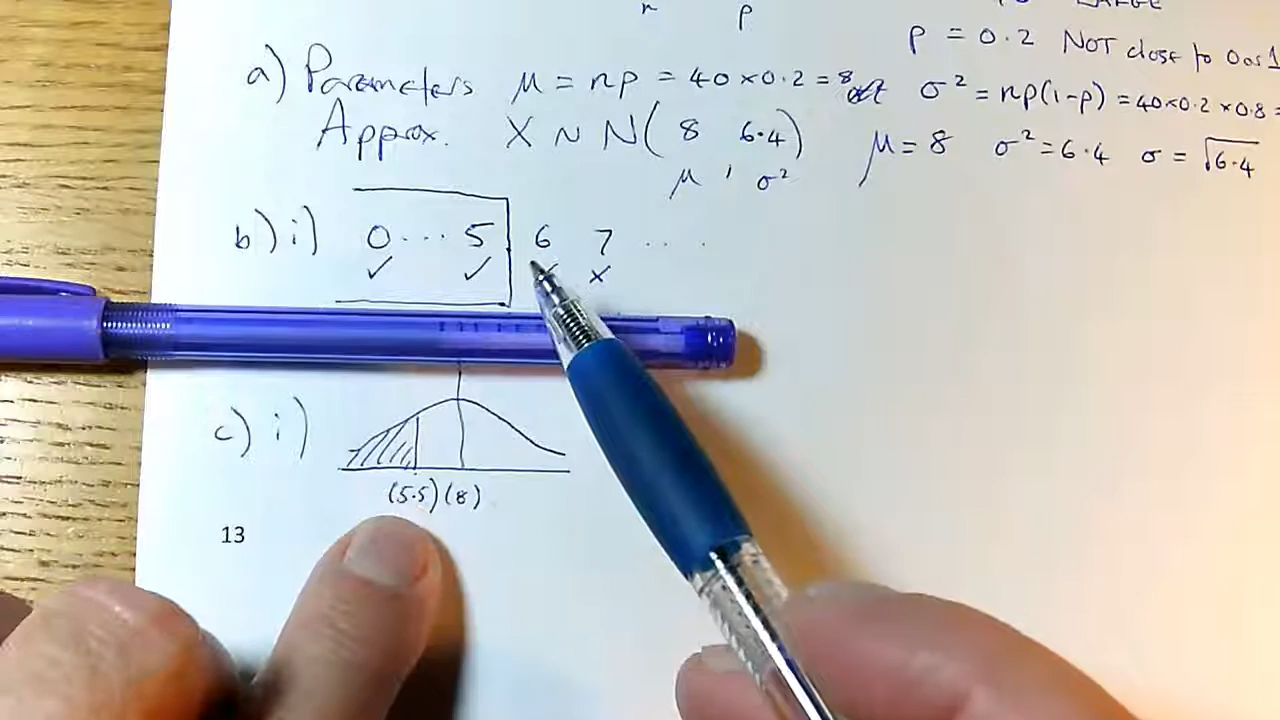 n p
LARGE
p = 0.2 NOT close to 0 or 1
a) Parameters μ = np = 40×0.2 = 8 σ² = np(1-p) = 40×0.2×0.8 =
Approx. X ~ N( 8 6.4) μ = 8 σ² = 6.4 σ = √6.4
μ , σ²
b) i) 0 ... 5 6 7 ....
✓ ✓ ✗
c) i)
(5.5) (8)
13